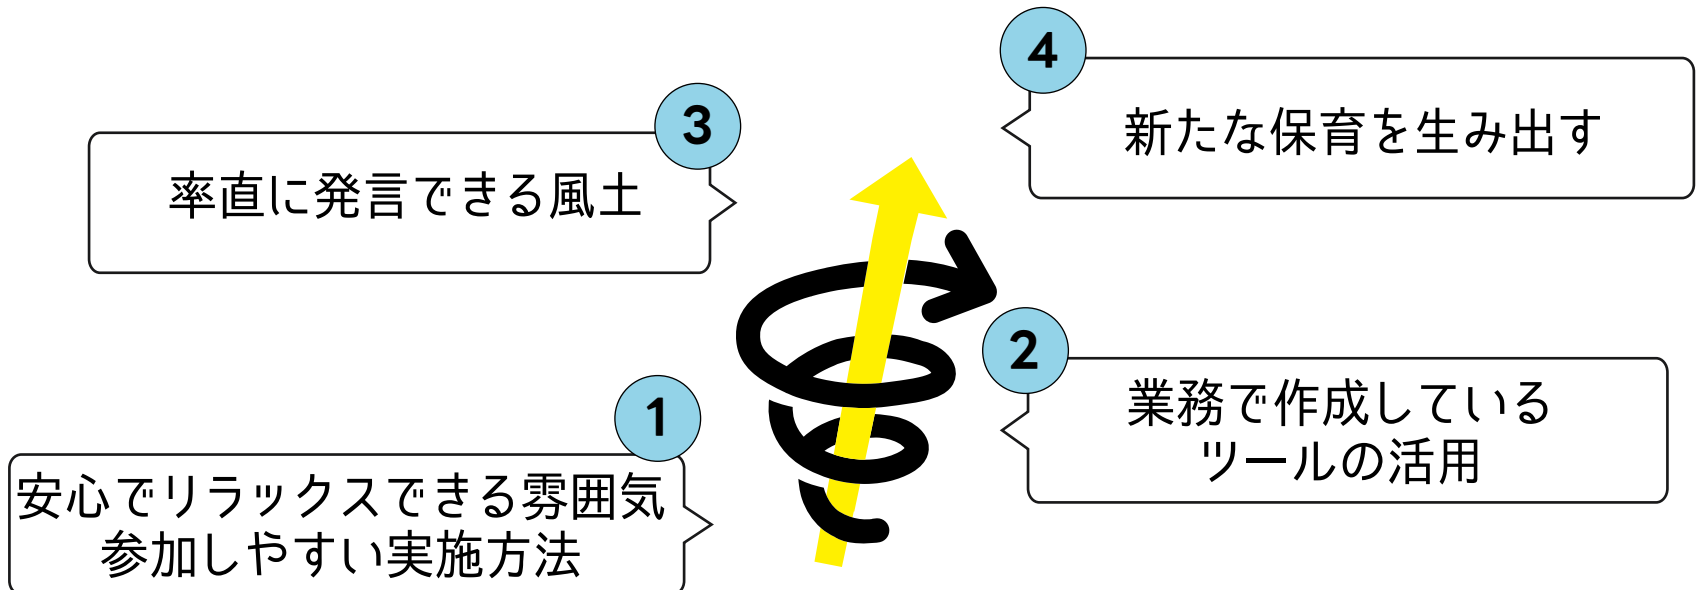 4
新たな保育を生み出す
3
率直に発言できる風土
2
業務で作成している
ツールの活用
1
安心でリラックスできる雰囲気
参加しやすい実施方法